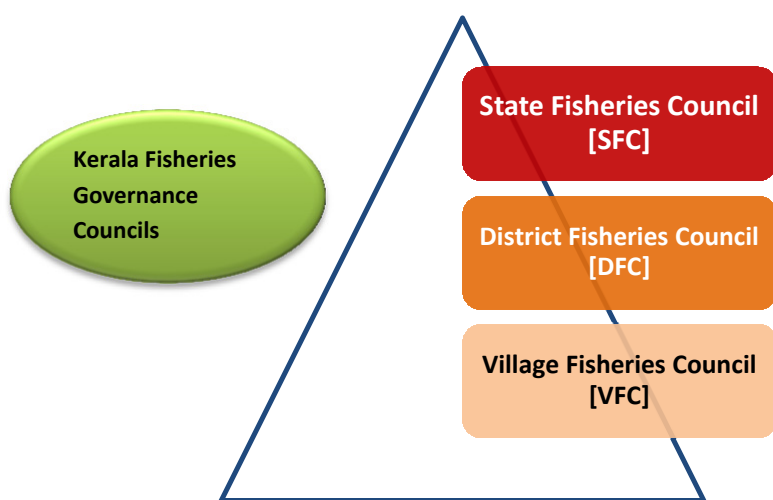 Kerala Fisheries
Governance
Councils
State Fisheries Council
[SFC]
District Fisheries Council
[DFC]
Village Fisheries Council
[VFC]